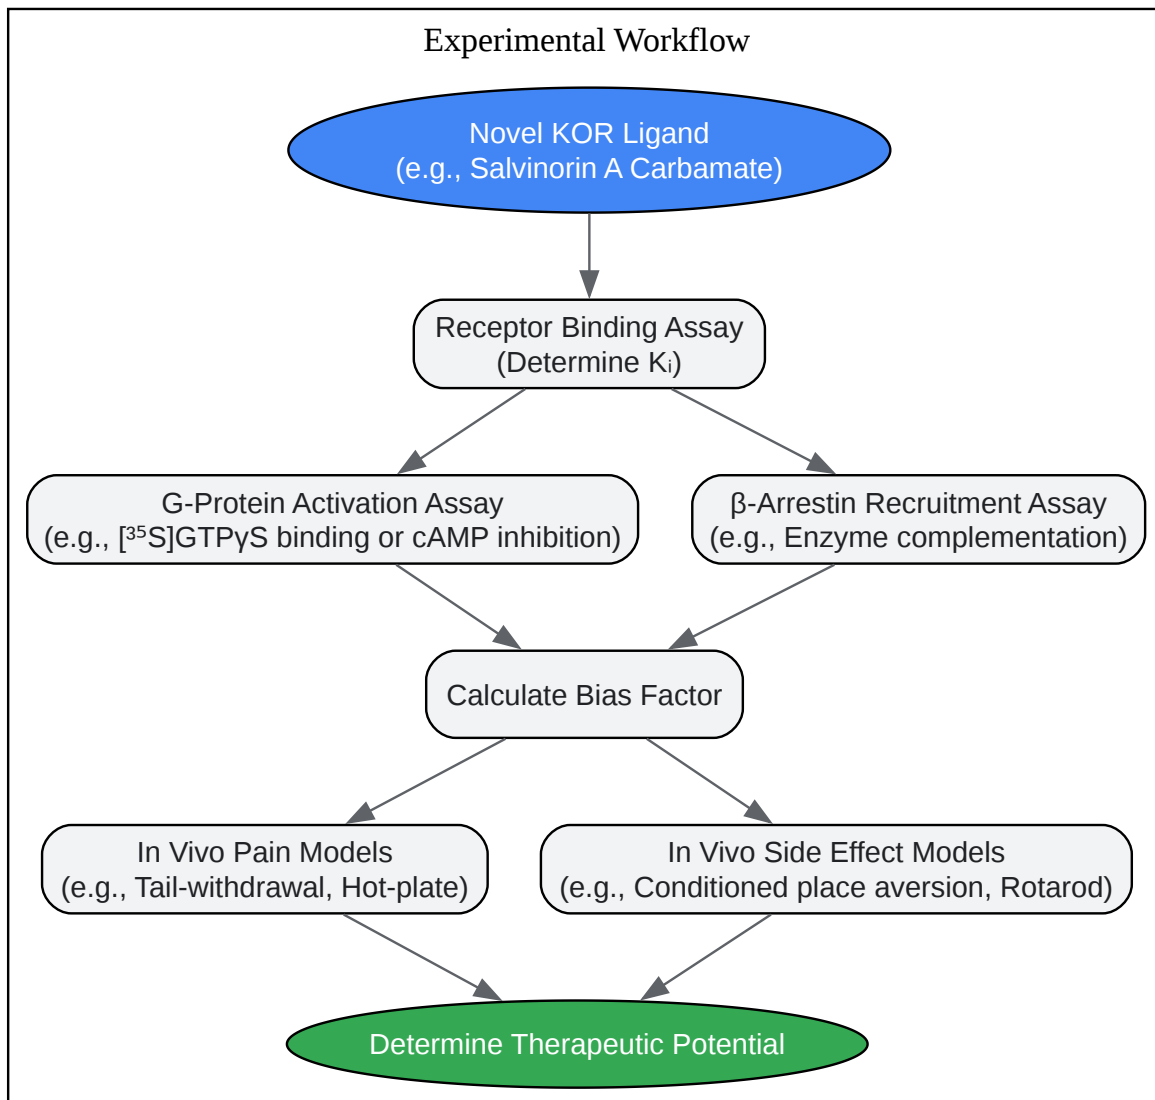 Experimental Workflow
Novel KOR Ligand
(e.g., Salvinorin A Carbamate)
Receptor Binding Assay
(Determine Kᵢ)
G-Protein Activation Assay
(e.g., [³⁵S]GTPγS binding or cAMP inhibition)
β-Arrestin Recruitment Assay
(e.g., Enzyme complementation)
Calculate Bias Factor
In Vivo Pain Models
(e.g., Tail-withdrawal, Hot-plate)
In Vivo Side Effect Models
(e.g., Conditioned place aversion, Rotarod)
Determine Therapeutic Potential